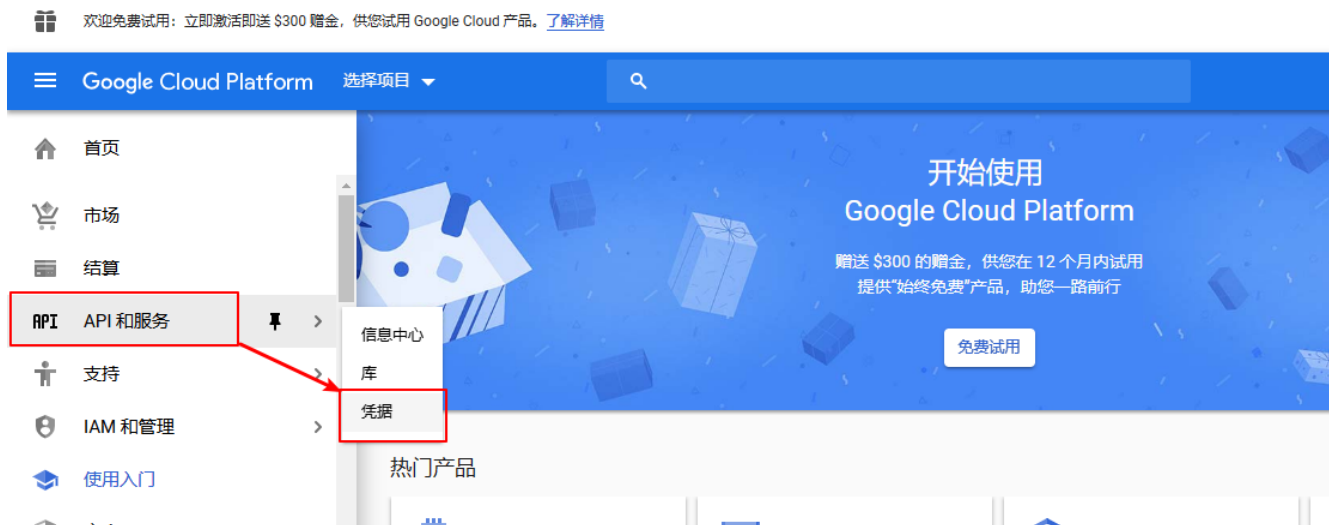 欢迎免费试用：立即激活即送 $300 赠金，供您试用 Google Cloud 产品。了解详情
Google Cloud Platform 选择项目
首页
市场
结算
API API 和服务
支持
IAM 和管理
使用入门
信息中心
库
凭据
开始使用
Google Cloud Platform
赠送 $300 的赠金，供您在 12 个月内试用
提供“始终免费”产品，助您一路前行
免费试用
热门产品